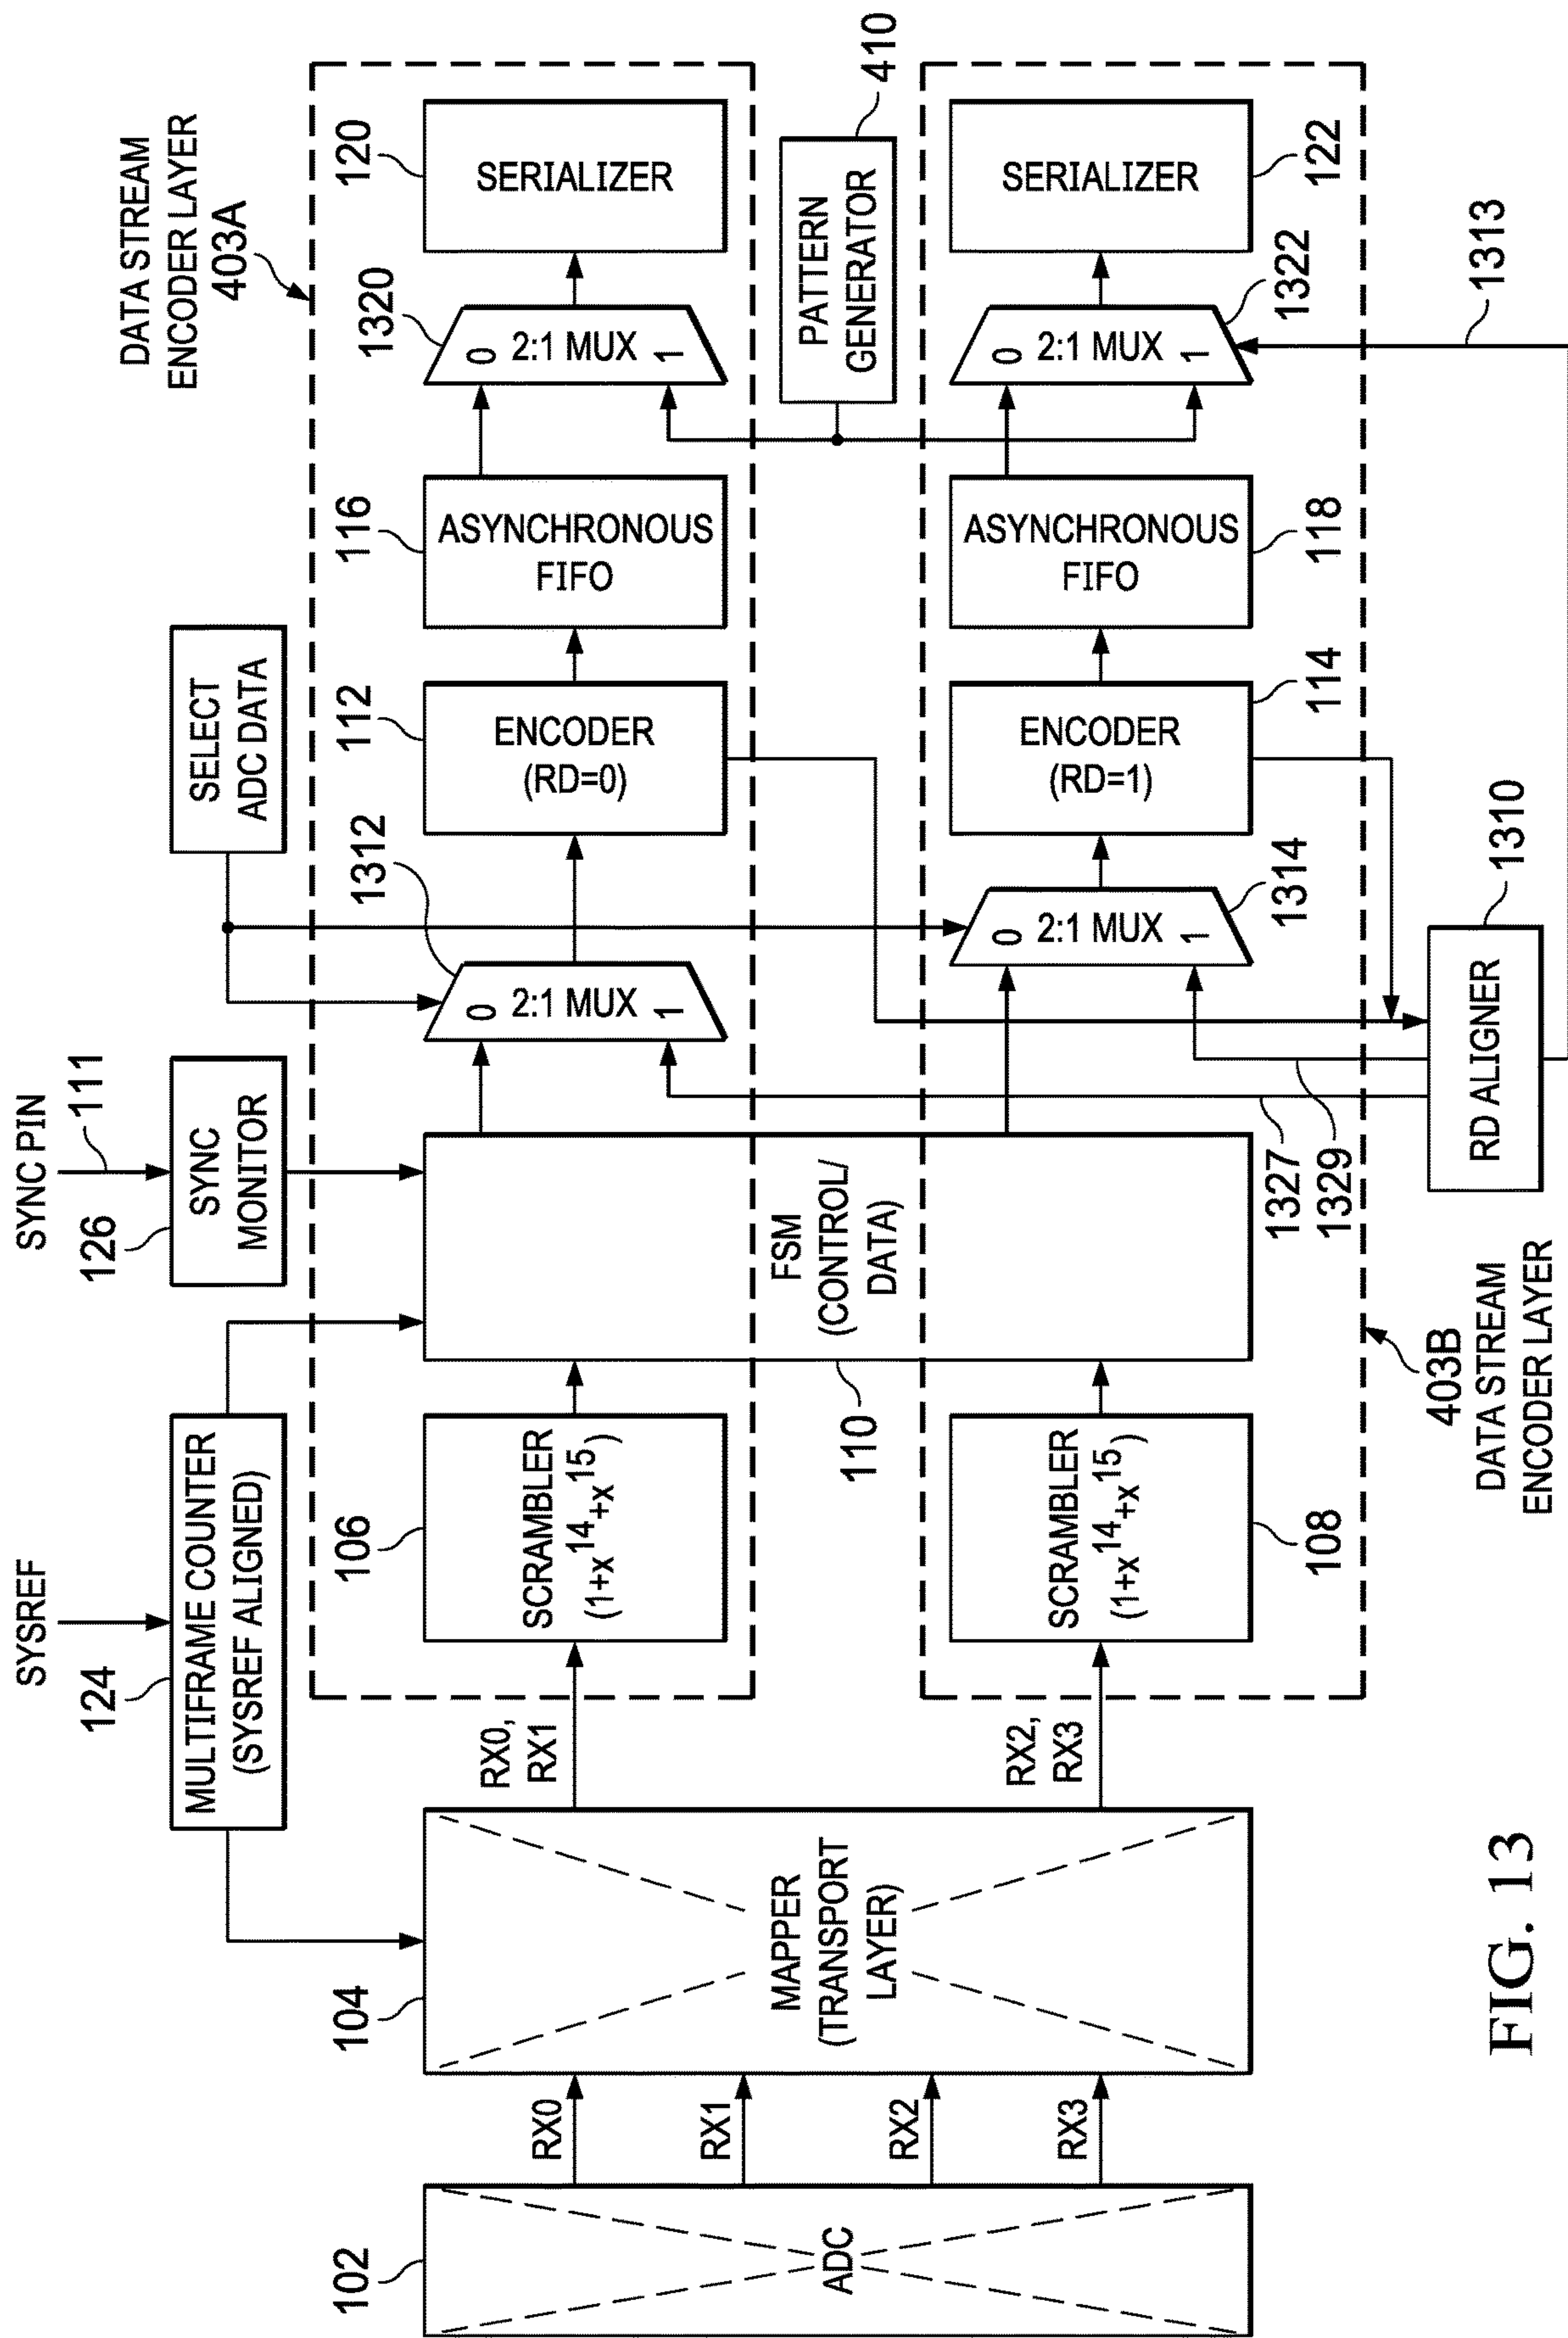 SYNC PIN
111
SYSREF
124
MULTIFRAME COUNTER
(SYSREF ALIGNED)
126
SYNC
MONITOR
SELECT
ADC DATA
DATA STREAM
ENCODER LAYER
403A
102
ADC
RX0
RX1
RX2
RX3
104
MAPPER
(TRANSPORT
LAYER)
RX0,
RX1
RX2,
RX3
106
SCRAMBLER
(1+x14+x15)
110
FSM
(CONTROL/
DATA)
1312
0
2:1 MUX
1
112
ENCODER
(RD=0)
116
ASYNCHRONOUS
FIFO
1320
0
2:1 MUX
1
120
SERIALIZER
PATTERN
GENERATOR
410
SCRAMBLER
(1+x14+x15)
108
0
2:1 MUX
1
1314
ENCODER
(RD=1)
114
ASYNCHRONOUS
FIFO
118
0
2:1 MUX
1
1322
SERIALIZER
122
1327
1329
1313
403B
DATA STREAM
ENCODER LAYER
RD ALIGNER
1310
FIG. 13